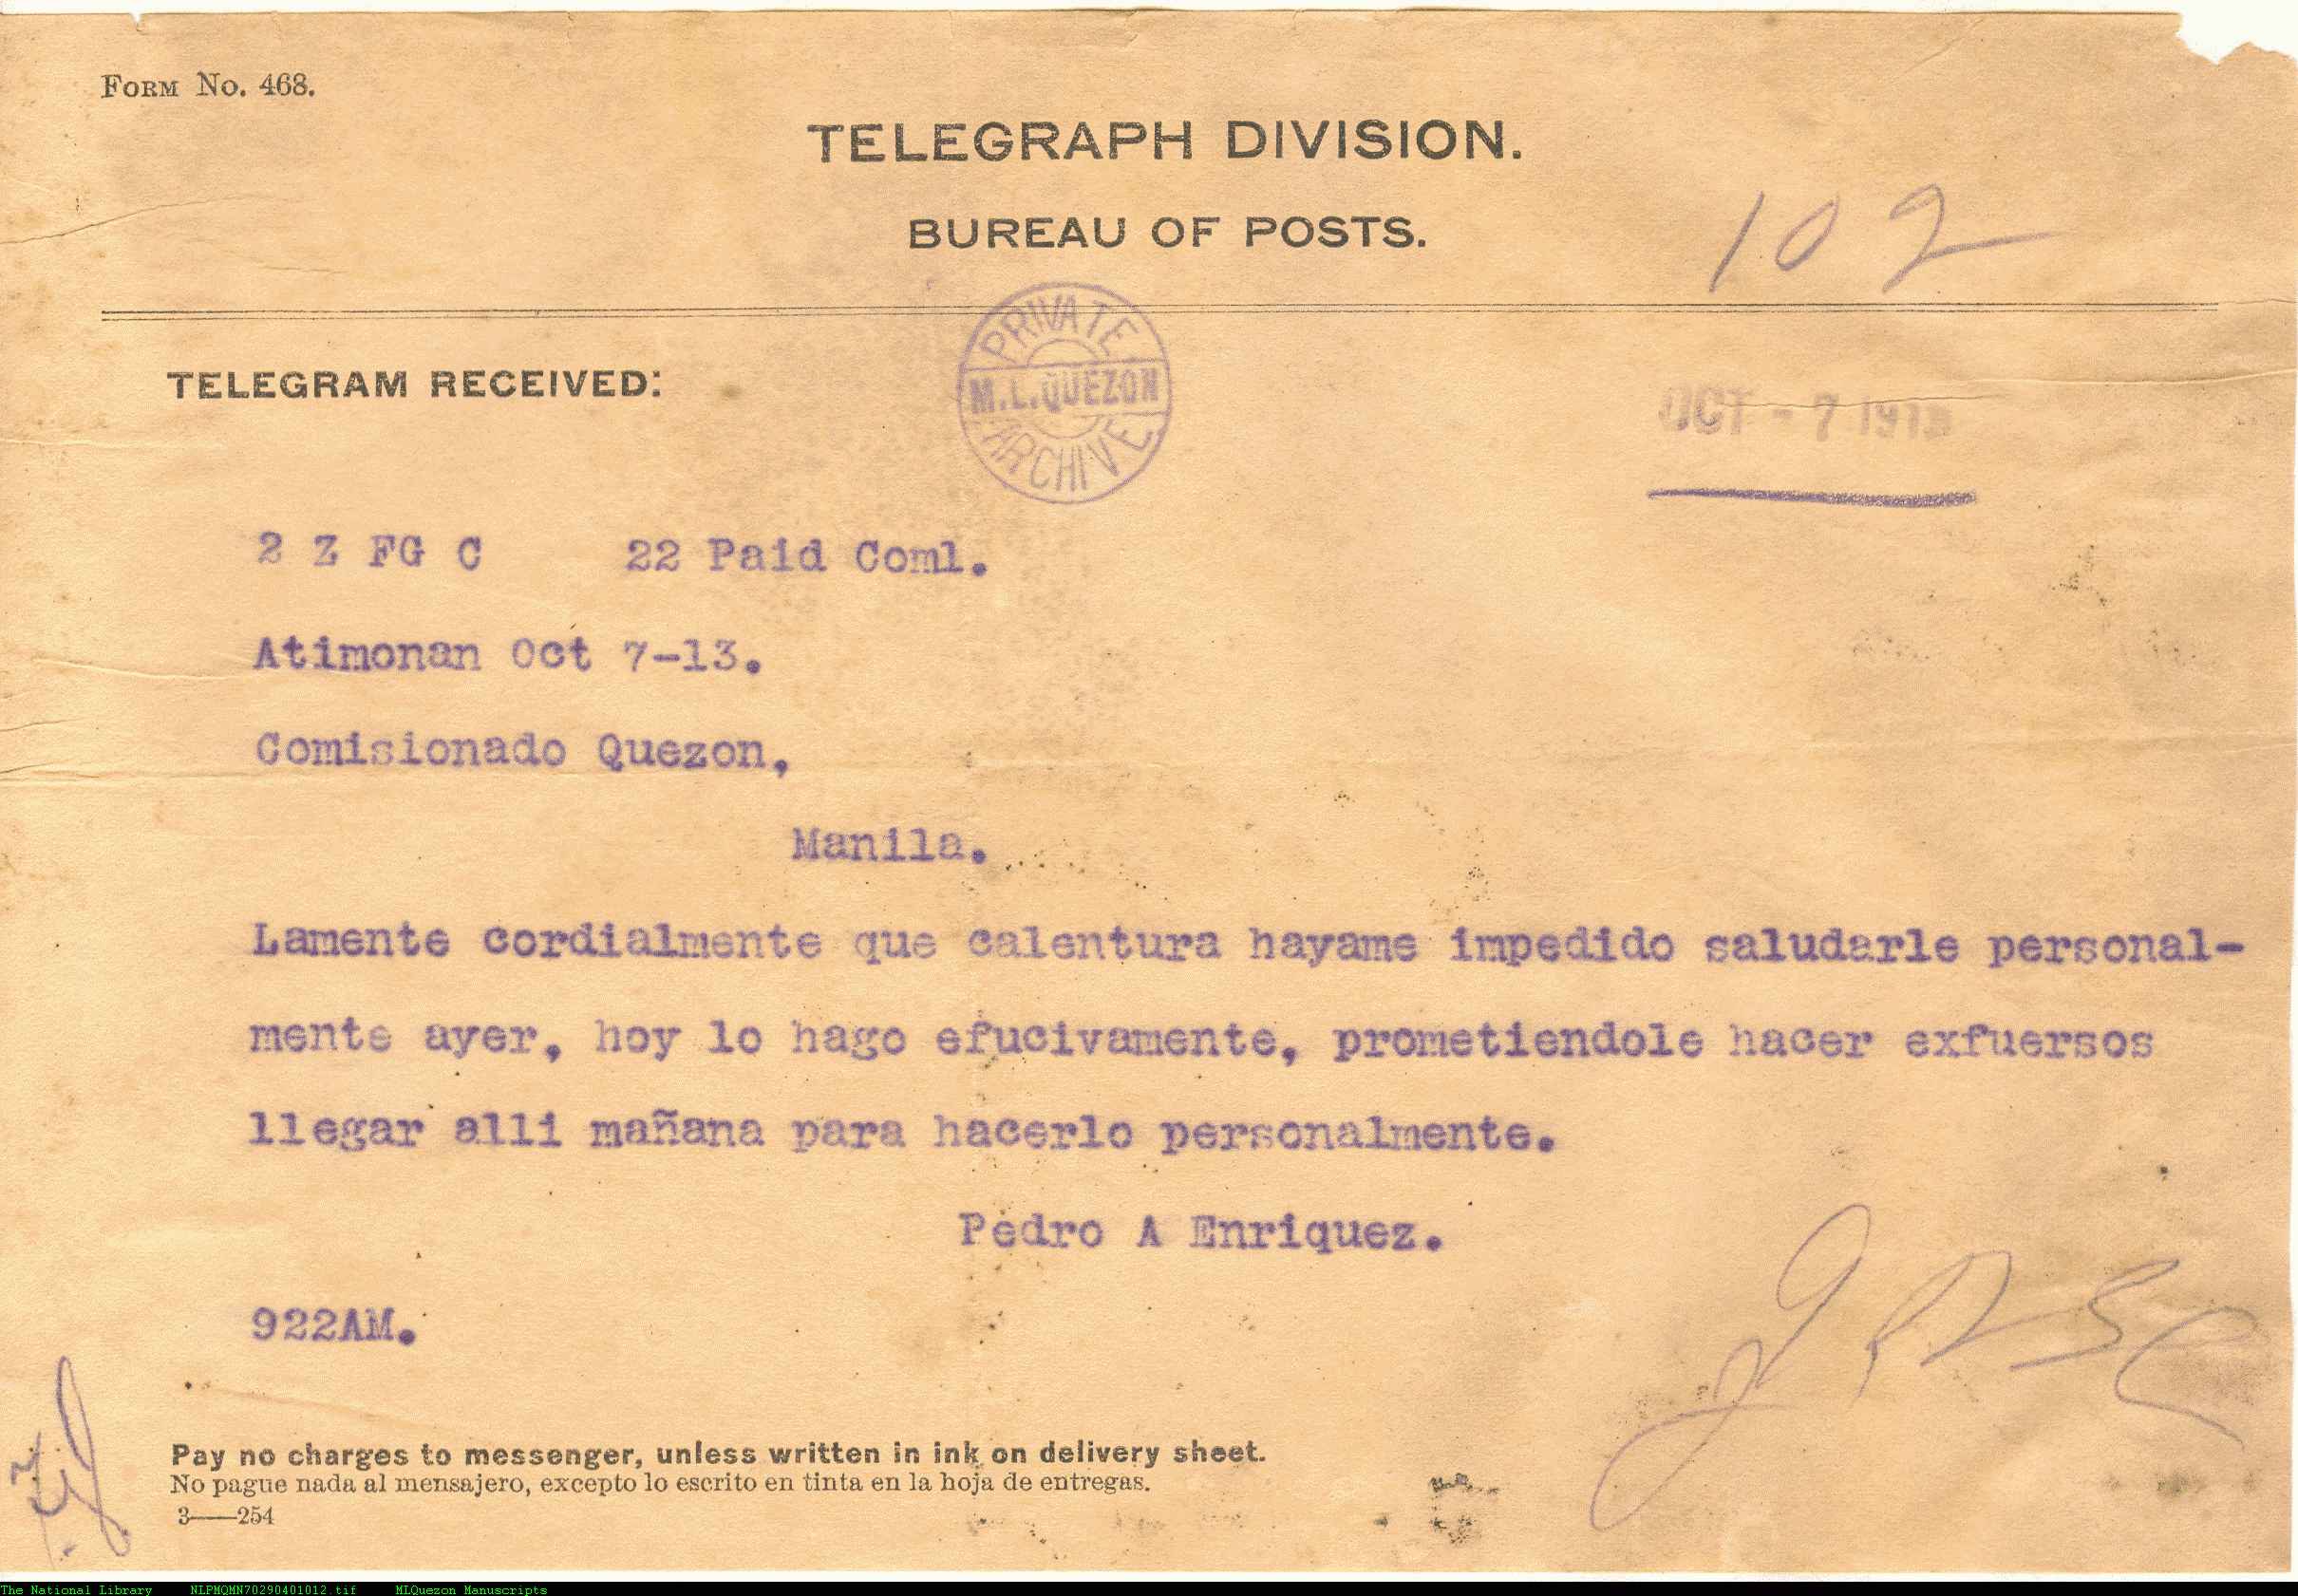 FORM No. 468.
TELEGRAPH DIVISION.
BUREAU OF POSTS.
102
PRIVATE
M.L.QUEZON
ARCHIVE
TELEGRAM RECEIVED:
OCT - 7 1913
2 Z FG C 22 Paid Coml.
Atimonan Oct 7-13.
Comisionado Quezon,
Manila.
Lamente cordialmente que calentura hayame impedido saludarle personal-
mente ayer, hoy lo hago efucivamente, prometiendole hacer exfuersos
llegar alli mañana para hacerlo personalmente.
Pedro A Enriquez.
922AM.
Pay no charges to messenger, unless written in ink on delivery sheet.
No pague nada al mensajero, excepto lo escrito en tinta en la hoja de entregas.
3——254
The National Library NLPMQMN70290401012.tif MLQuezon Manuscripts